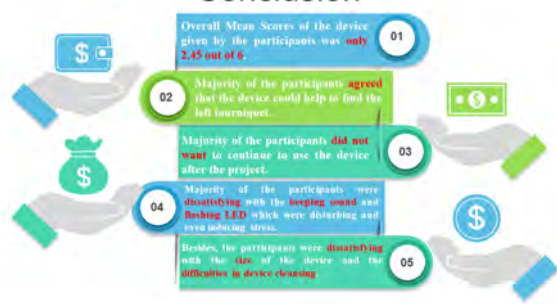 Conclusion
Overall Mean Scores of the device
given by the participants was only
2.45 out of 6
01
02
Majority of the participants agreed
that the device could help to find the
left tourniquet.
Majority of the participants did not
want to continue to use the device
after the project.
03
04
Majority of the participants were
dissatisfying with the beeping sound and
flashing LED which were disturbing and
even inducing stress.
Besides, the participants were dissatisfying
with the size of the device and the
difficulties in device cleansing
05